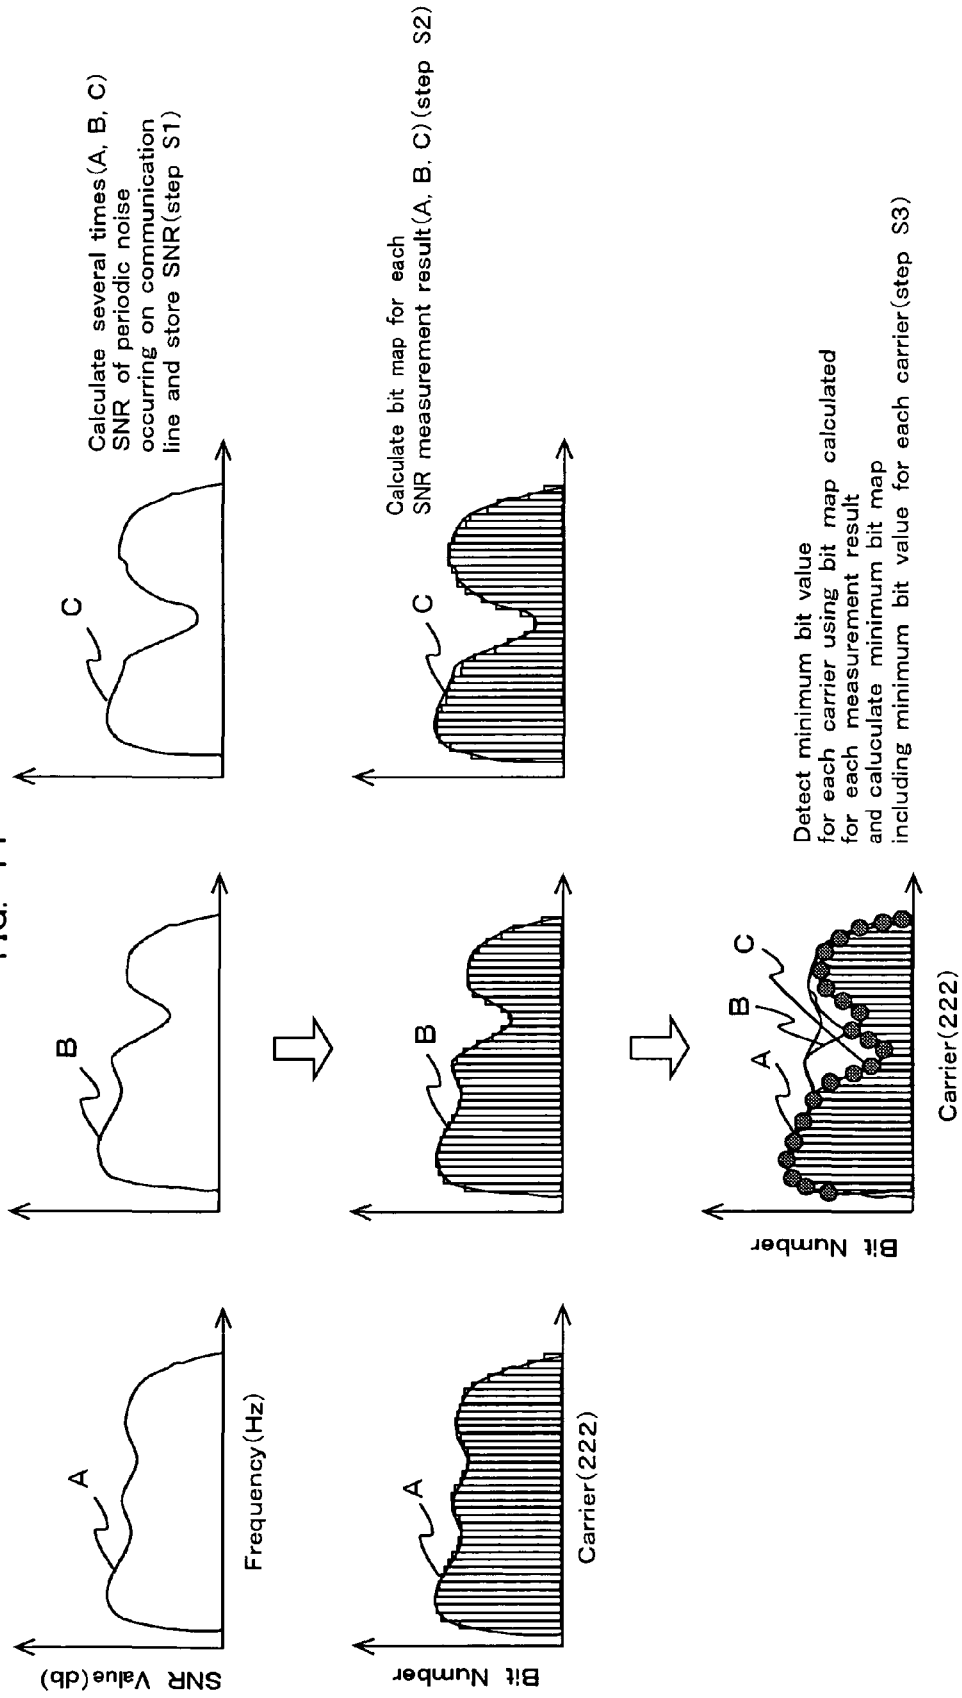 A
B
C
SNR Value(db)
Frequency(Hz)
Calculate several times(A, B, C)
SNR of periodic noise
occurring on communication
line and store SNR(step S1)
A
B
C
Bit Number
Carrier(222)
Calculate bit map for each
SNR measurement result(A, B, C)(step S2)
A
B
C
Bit Number
Carrier(222)
Detect minimum bit value
for each carrier using bit map calculated
for each measurement result
and caluculate minimum bit map
including minimum bit value for each carrier(step S3)